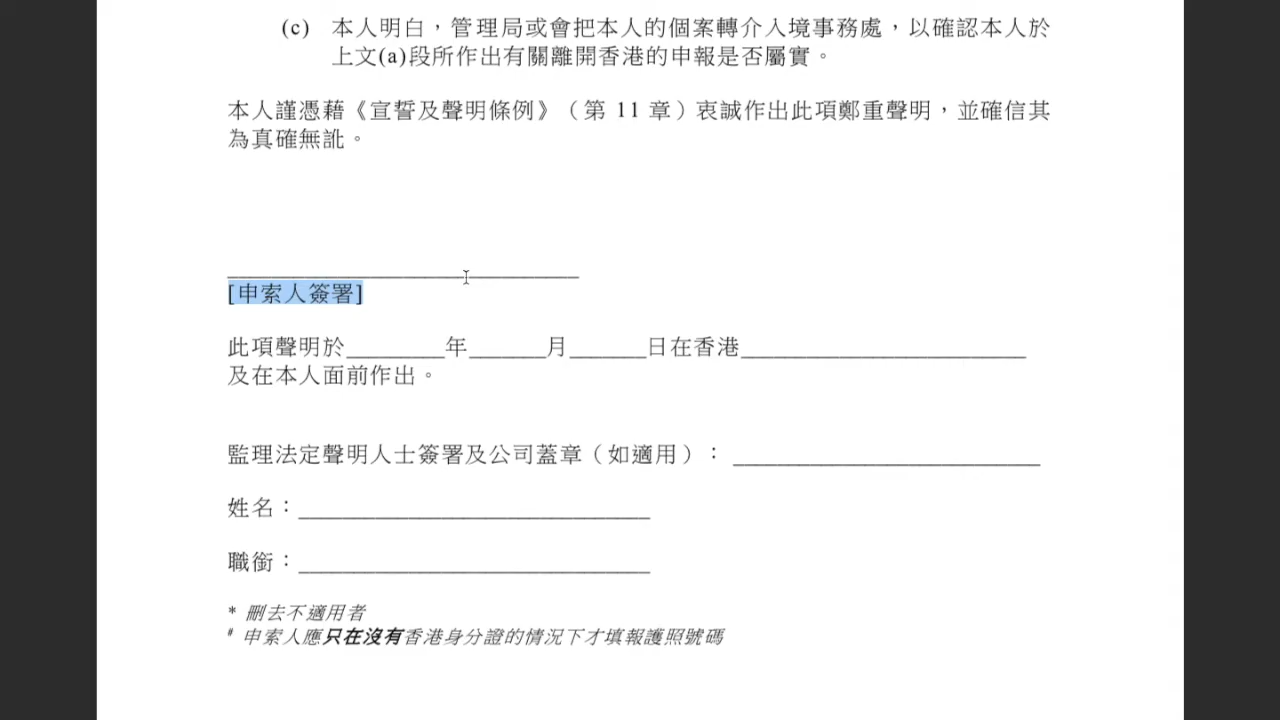 (c) 本人明白，管理局或會把本人的個案轉介入境事務處，以確認本人於
上文(a)段所作出有關離開香港的申報是否屬實。
本人謹憑藉《宣誓及聲明條例》（第 11 章）衷誠作出此項鄭重聲明，並確信其
為真確無訛。
________________________________
[申索人簽署]
此項聲明於_________年_______月_______日在香港__________________________
及在本人面前作出。
監理法定聲明人士簽署及公司蓋章（如適用）：____________________________
姓名：________________________________
職銜：________________________________
* 刪去不適用者
# 申索人應只在沒有香港身分證的情況下才填報護照號碼